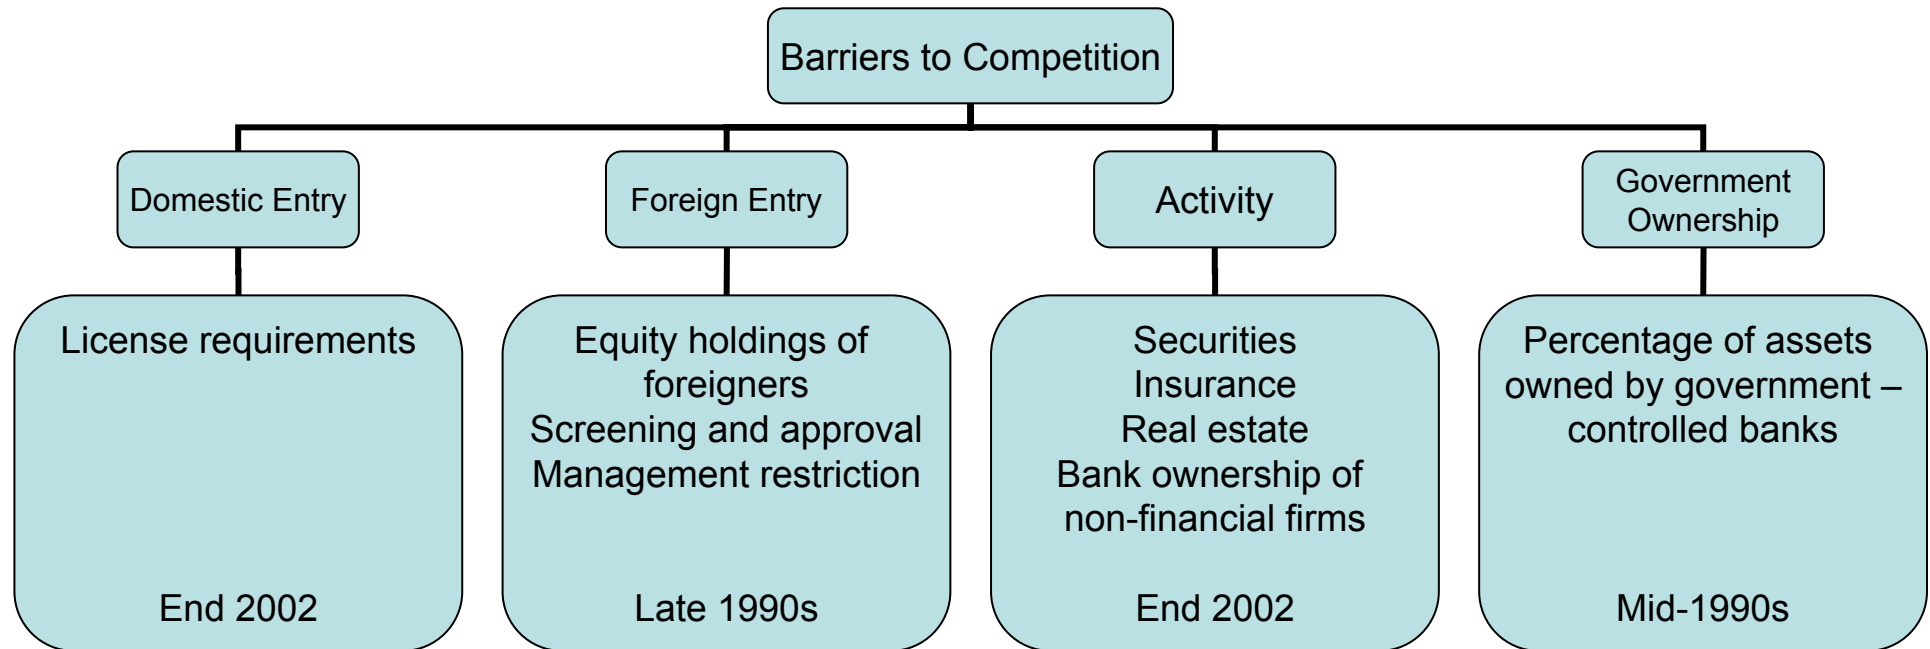 Barriers to Competition
Domestic Entry
Foreign Entry
Activity
Government
Ownership
License requirements
End 2002
Equity holdings of
foreigners
Screening and approval
Management restriction
Late 1990s
Securities
Insurance
Real estate
Bank ownership of
non-financial firms
End 2002
Percentage of assets
owned by government –
controlled banks
Mid-1990s